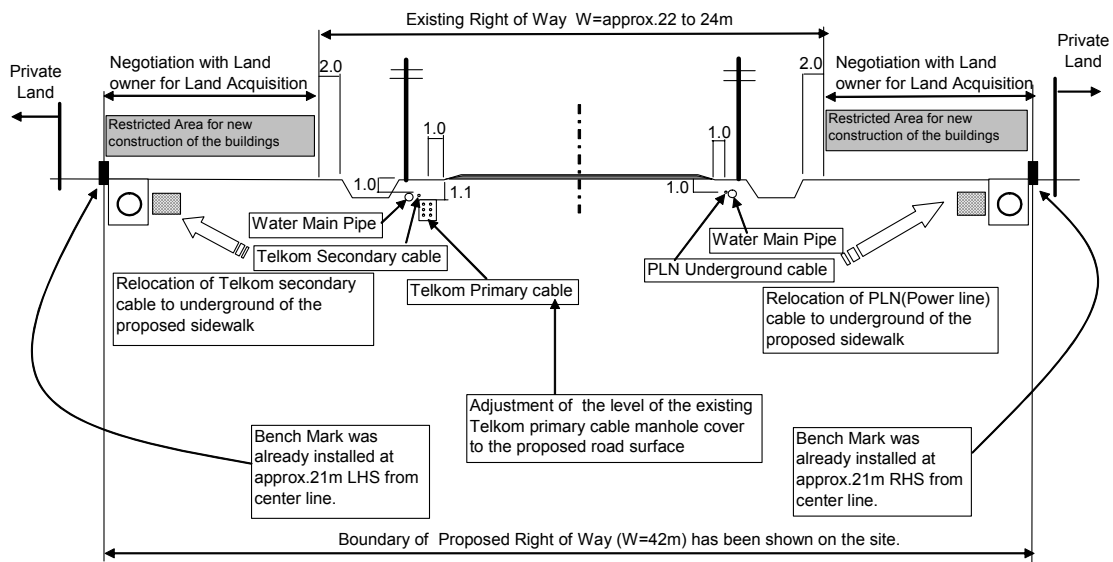 Existing Right of Way  W=approx.22 to 24m
Private
Land
Negotiation with Land
owner for Land Acquisition
2.0
2.0
Negotiation with Land
owner for Land Acquisition
Private
Land
Restricted Area for new
construction of the buildings
Restricted Area for new
construction of the buildings
1.0
1.0
1.0
1.1
1.0
Water Main Pipe
Water Main Pipe
Telkom Secondary cable
PLN Underground cable
Telkom Primary cable
Relocation of Telkom secondary
cable to underground of the
proposed sidewalk
Relocation of PLN(Power line)
cable to underground of the
proposed sidewalk
Adjustment of  the level of the existing
Telkom primary cable manhole cover
to the proposed road surface
Bench Mark was
already installed at
approx.21m LHS from
center line.
Bench Mark was
already installed at
approx.21m RHS from
center line.
Boundary of  Proposed Right of Way (W=42m) has been shown on the site.